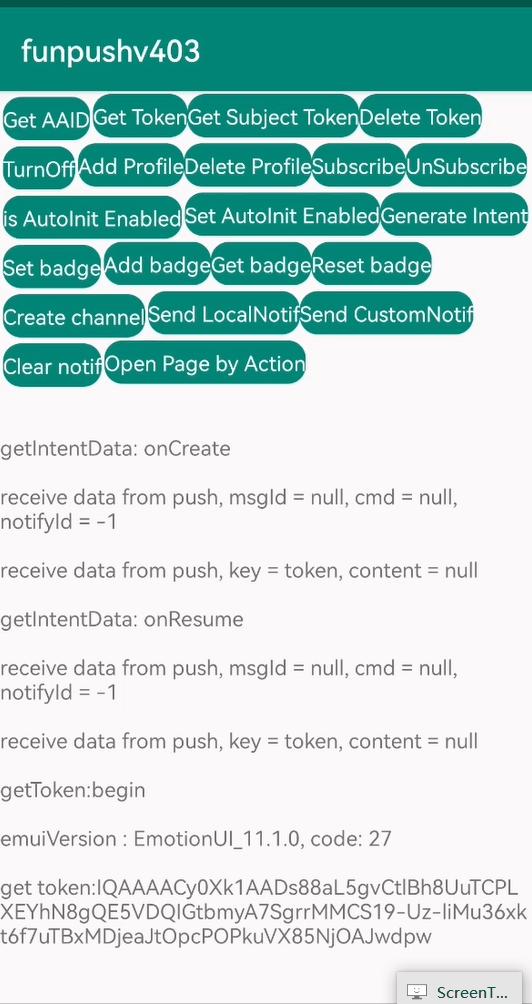 funpushv403
Get AAID Get Token Get Subject Token Delete Token
TurnOff Add Profile Delete Profile Subscribe UnSubscribe
is AutoInit Enabled Set AutoInit Enabled Generate Intent
Set badge Add badge Get badge Reset badge
Create channel Send LocalNotif Send CustomNotif
Clear notif Open Page by Action
getIntentData: onCreate
receive data from push, msgId = null, cmd = null,
notifyId = -1
receive data from push, key = token, content = null
getIntentData: onResume
receive data from push, msgId = null, cmd = null,
notifyId = -1
receive data from push, key = token, content = null
getToken:begin
emuiVersion : EmotionUI_11.1.0, code: 27
get token:IQAAAACy0Xk1AADs88aL5gvCtlBh8UuTCPL
XEYhN8gQE5VDQIGtbmyA7SgrrMMCS19-Uz-liMu36xk
t6f7uTBxMDjeaJtOpcPOPkuVX85NjOAJwdpw
ScreenT...